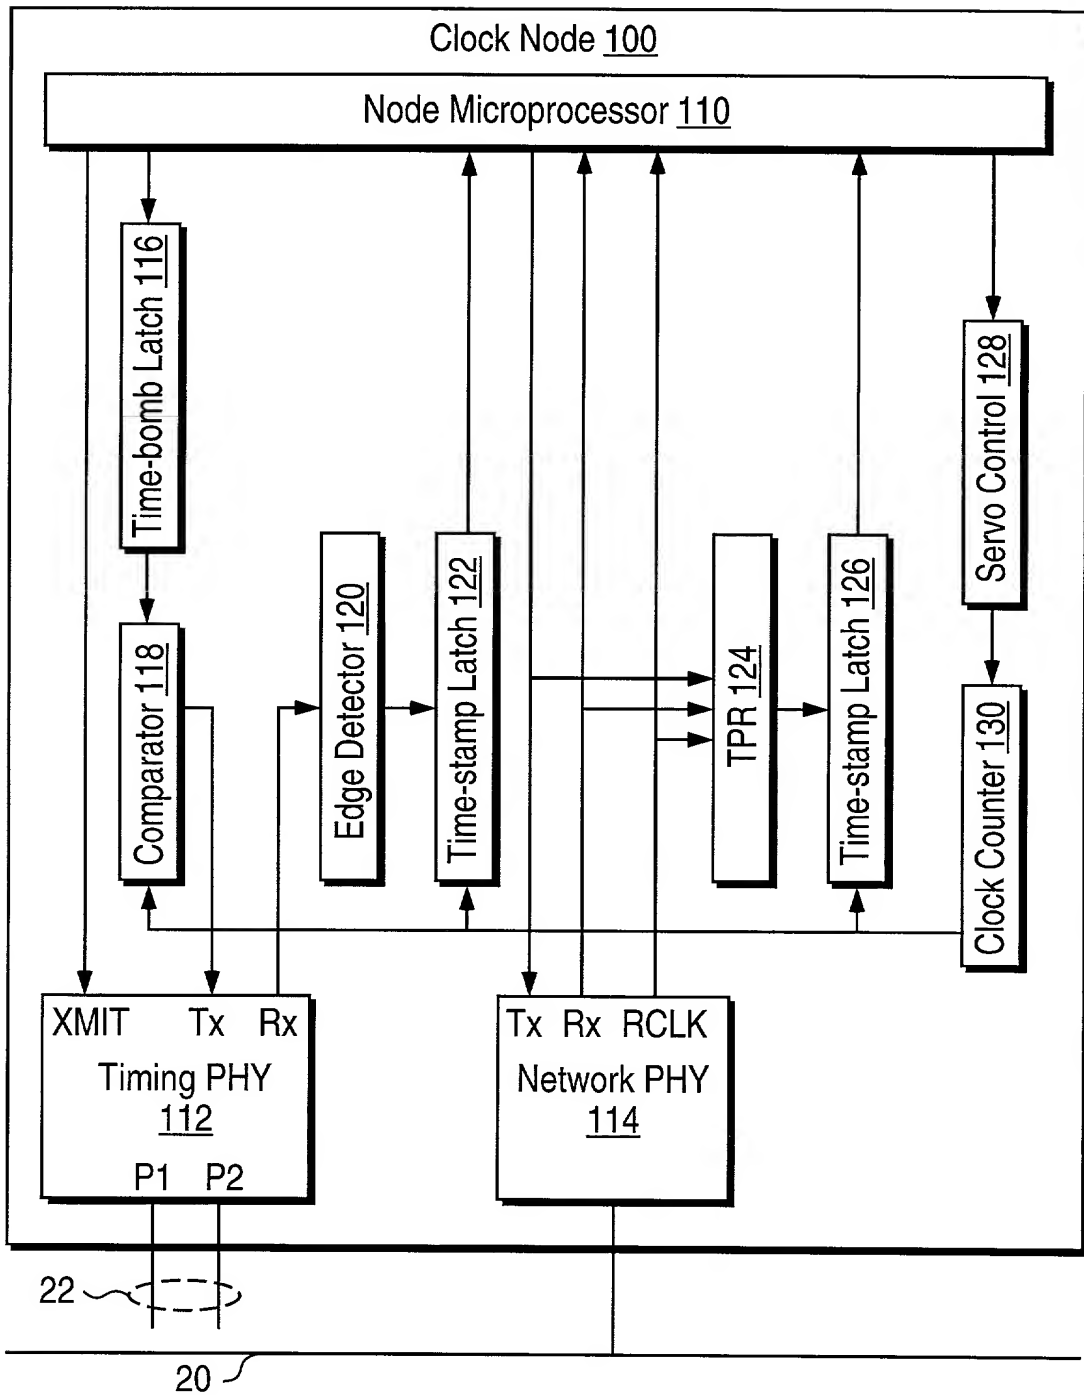 Clock Node 100
Node Microprocessor 110
Time-bomb Latch 116
Comparator 118
Edge Detector 120
Time-stamp Latch 122
TPR 124
Time-stamp Latch 126
Servo Control 128
Clock Counter 130
XMIT Tx Rx
Timing PHY
112
P1 P2
Tx Rx RCLK
Network PHY
114
22
20